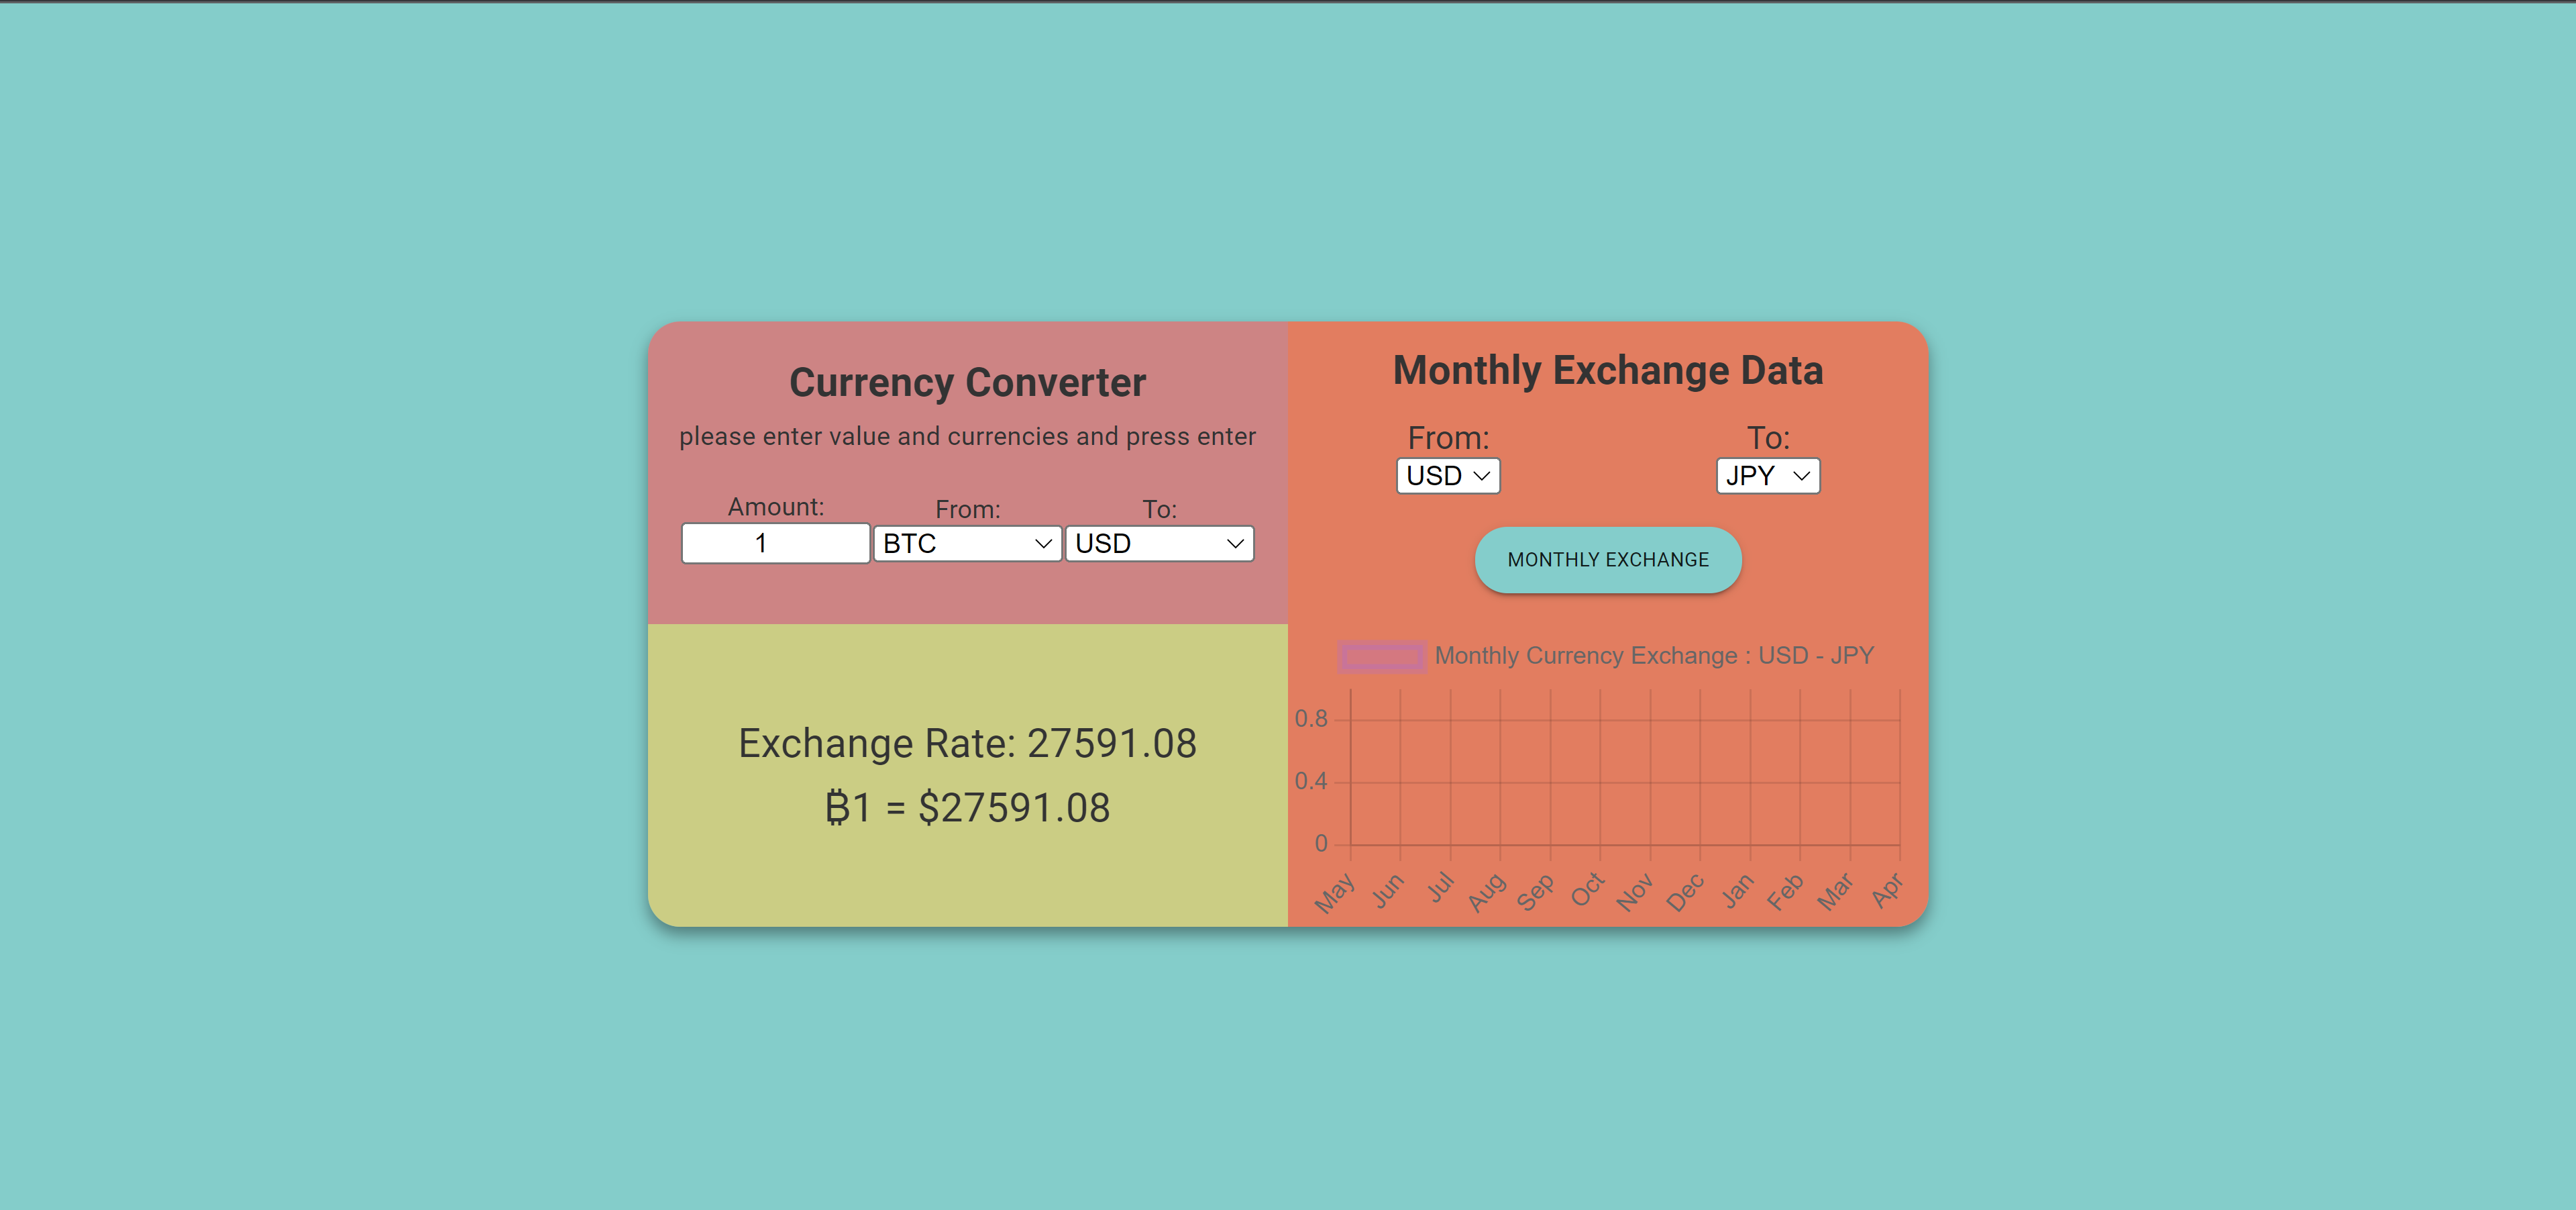 Currency Converter
please enter value and currencies and press enter
Amount: From: To:
1 BTC USD
Exchange Rate: 27591.08
₿1 = $27591.08
Monthly Exchange Data
From: To:
USD JPY
MONTHLY EXCHANGE
Monthly Currency Exchange : USD - JPY
0.8
0.4
0
May Jun Jul Aug Sep Oct Nov Dec Jan Feb Mar Apr